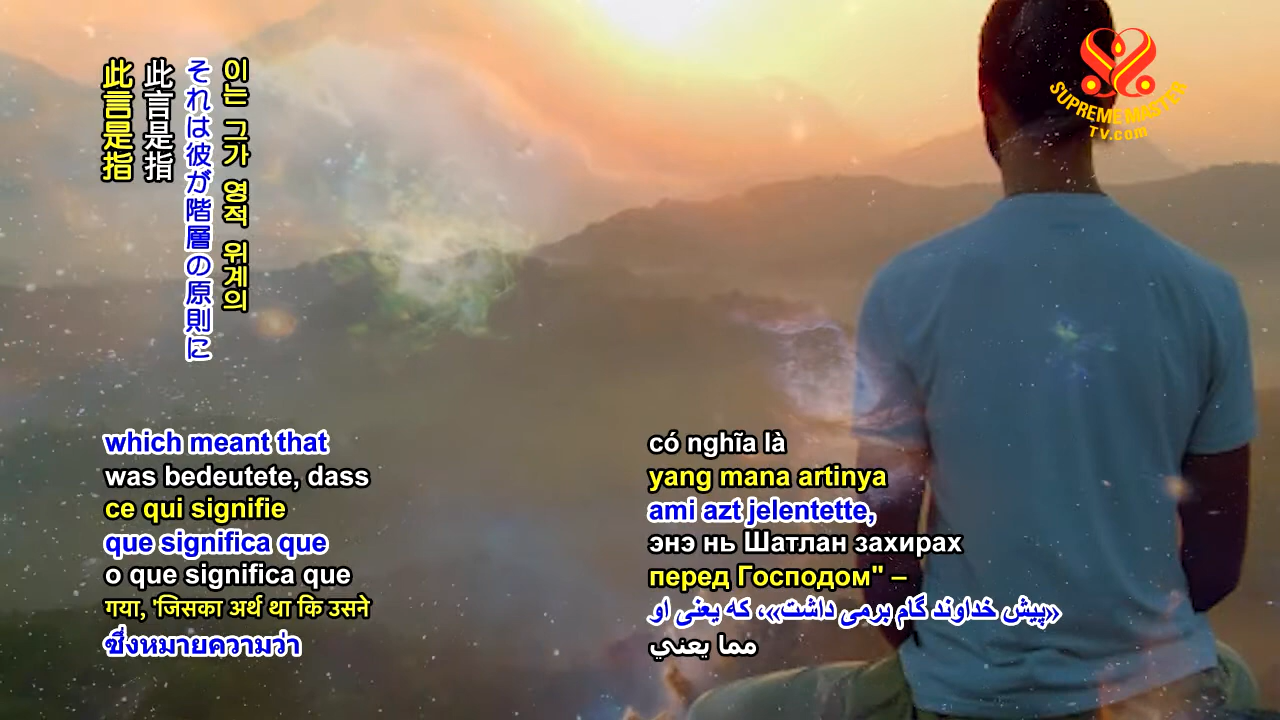 이는 그가 영적 위계의
それは彼が階層の原則に
此言是指
此言是指
SUPREME MASTER
TV.com
which meant that
was bedeutete, dass
ce qui signifie
que significa que
o que significa que
गया, 'जिसका अर्थ था कि उसने
ซึ่งหมายความว่า
có nghĩa là
yang mana artinya
ami azt jelentette,
энэ нь Шатлан захирах
перед Господом" –
«پیش خداوند گام برمی داشت»، که یعنی او
مما يعني